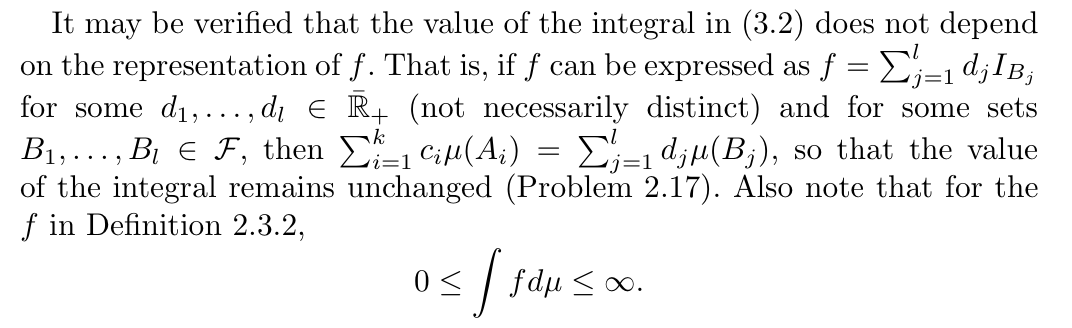 It may be verified that the value of the integral in (3.2) does not depend
on the representation of f. That is, if f can be expressed as f = ∑_{j=1}^{l} d_j I_{B_j}
for some d_1, . . . , d_l ∈ R̄_+ (not necessarily distinct) and for some sets
B_1, . . . , B_l ∈ ℱ, then ∑_{i=1}^{k} c_i μ(A_i) = ∑_{j=1}^{l} d_j μ(B_j), so that the value
of the integral remains unchanged (Problem 2.17). Also note that for the
f in Definition 2.3.2,
0 ≤ ∫ f dμ ≤ ∞.